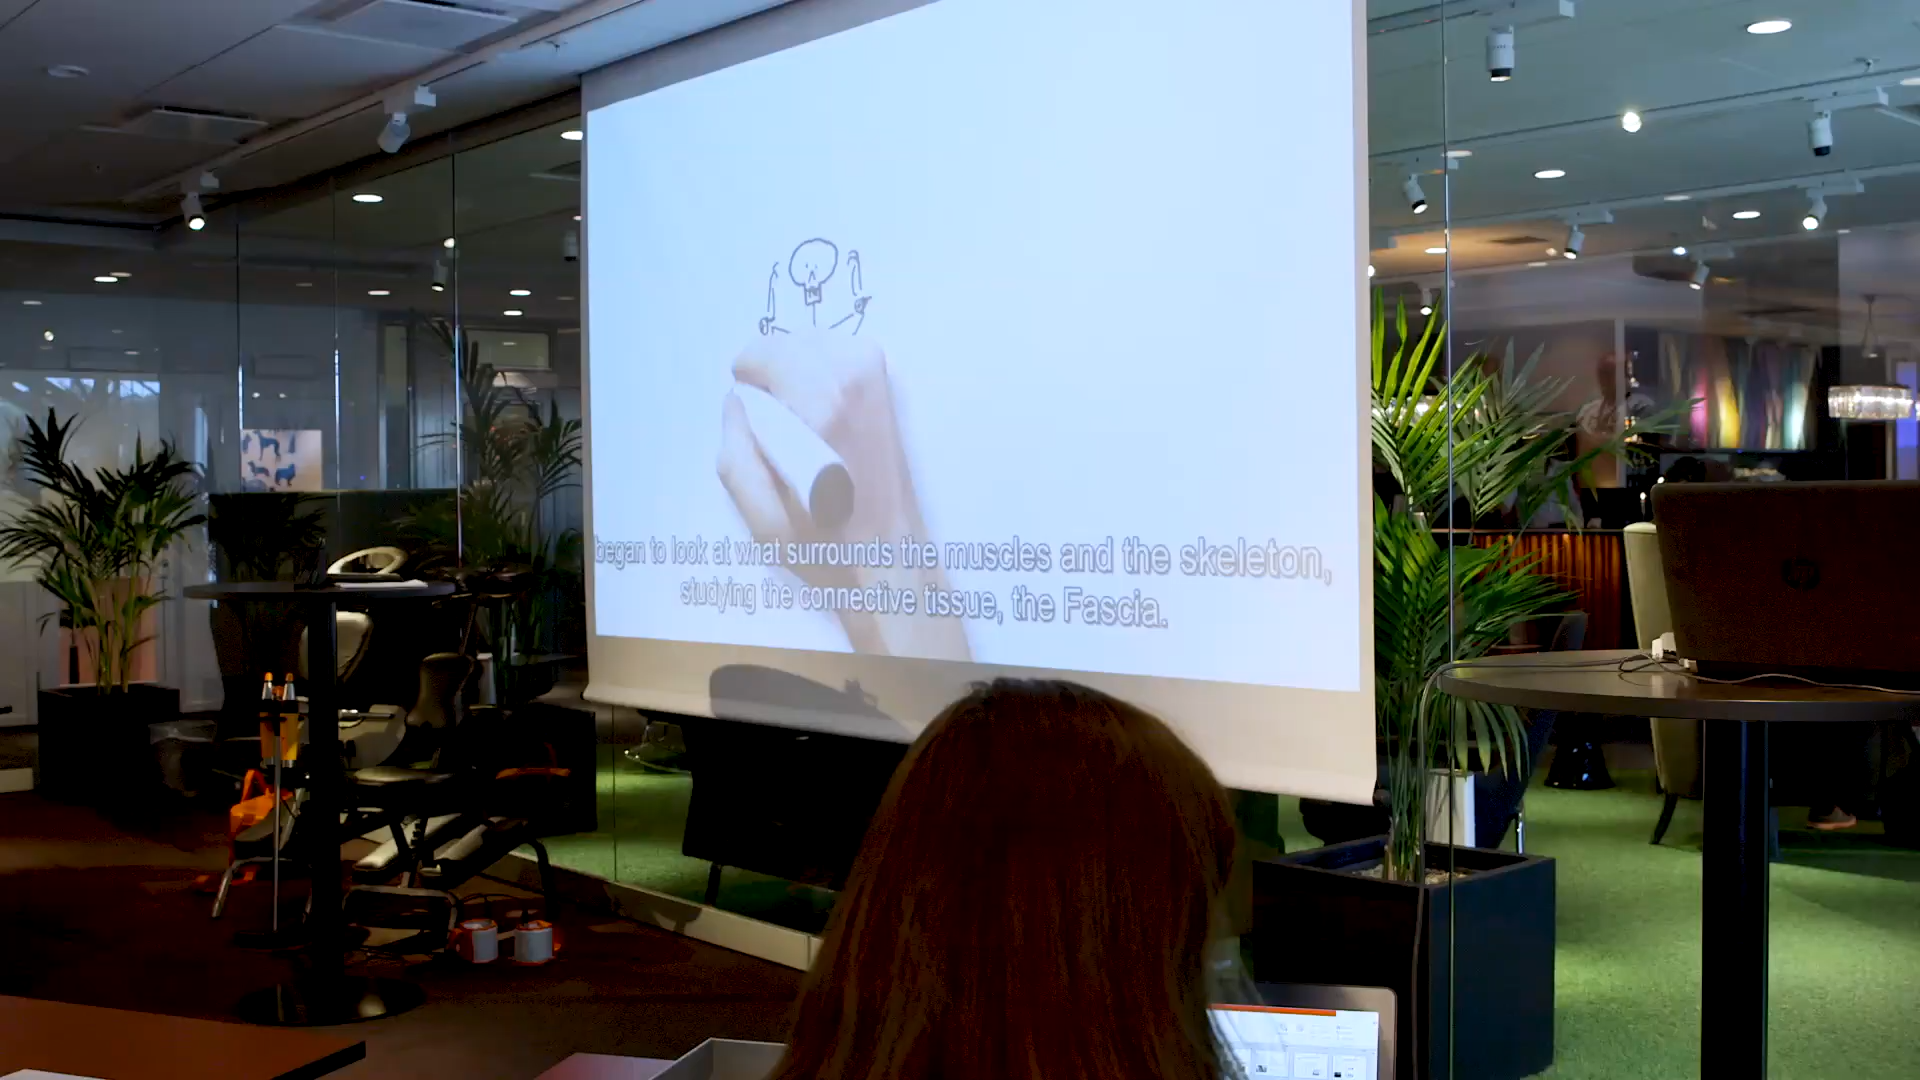 began to look at what surrounds the muscles and the skeleton,
studying the connective tissue, the Fascia.